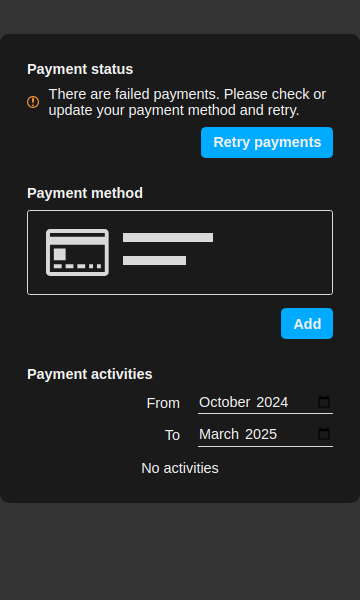 Payment status
There are failed payments. Please check or
update your payment method and retry.
Retry payments
Payment method
Add
Payment activities
From October 2024
To March 2025
No activities